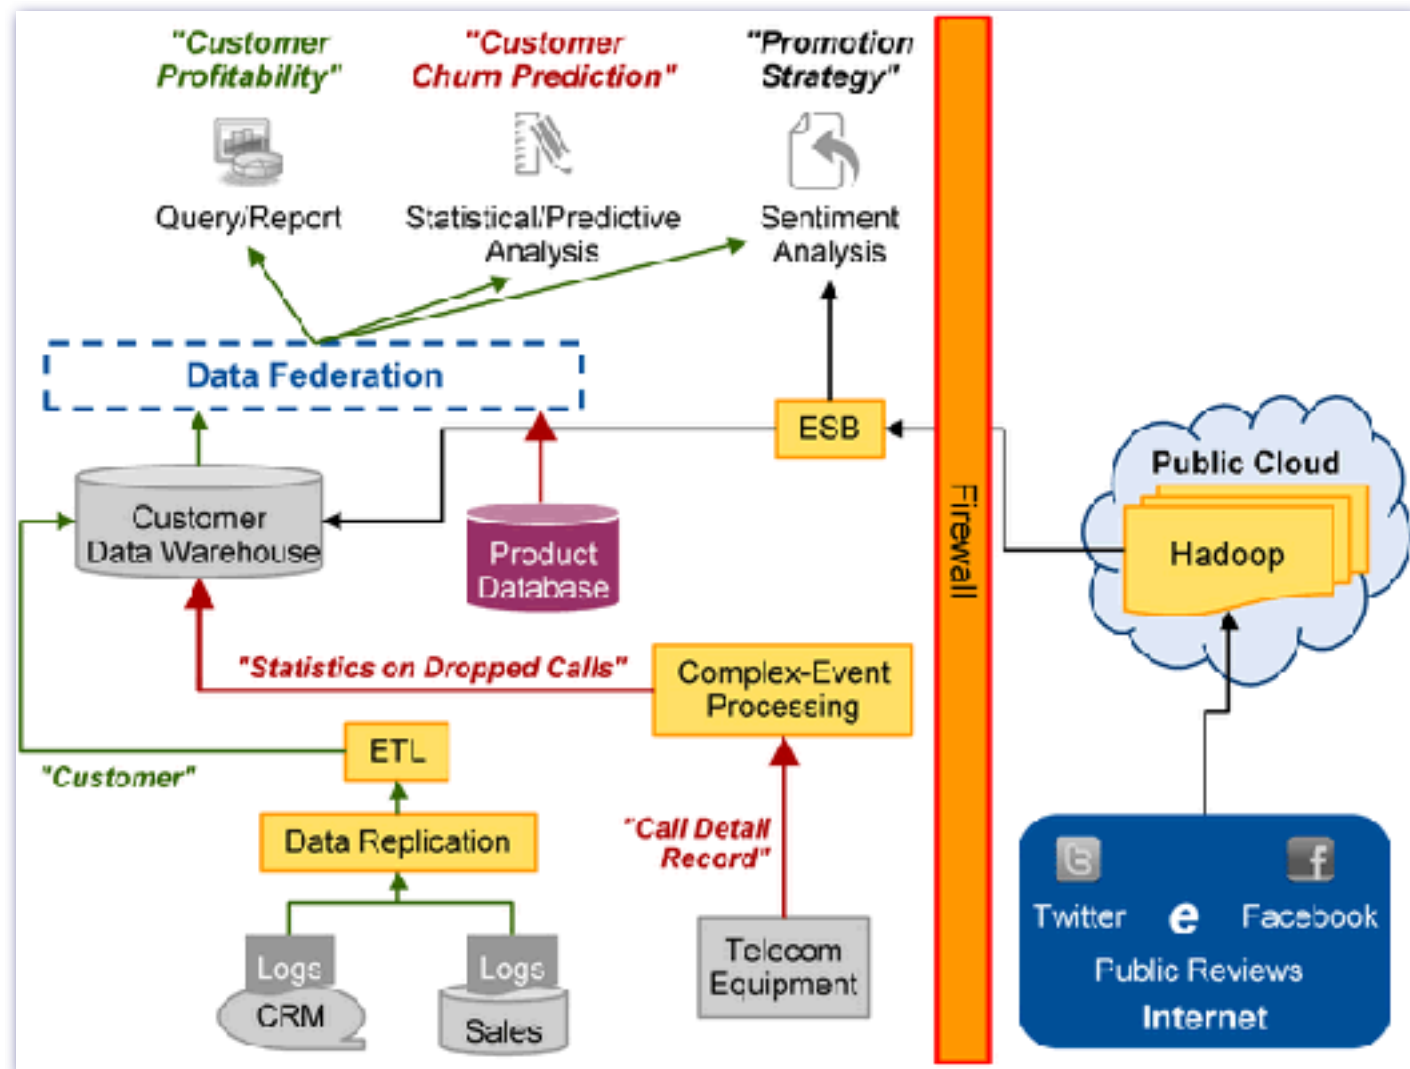 "Customer
Profitability"
"Customer
Churn Prediction"
"Promotion
Strategy"
Query/Report
Statistical/Predictive
Analysis
Sentiment
Analysis
Data Federation
ESB
Firewall
Public Cloud
Hadoop
Customer
Data Warehouse
Product
Database
"Statistics on Dropped Calls"
Complex-Event
Processing
ETL
"Customer"
Data Replication
"Call Detail
Record"
Logs
CRM
Logs
Sales
Telecom
Equipment
Twitter
e
Facebook
Public Reviews
Internet